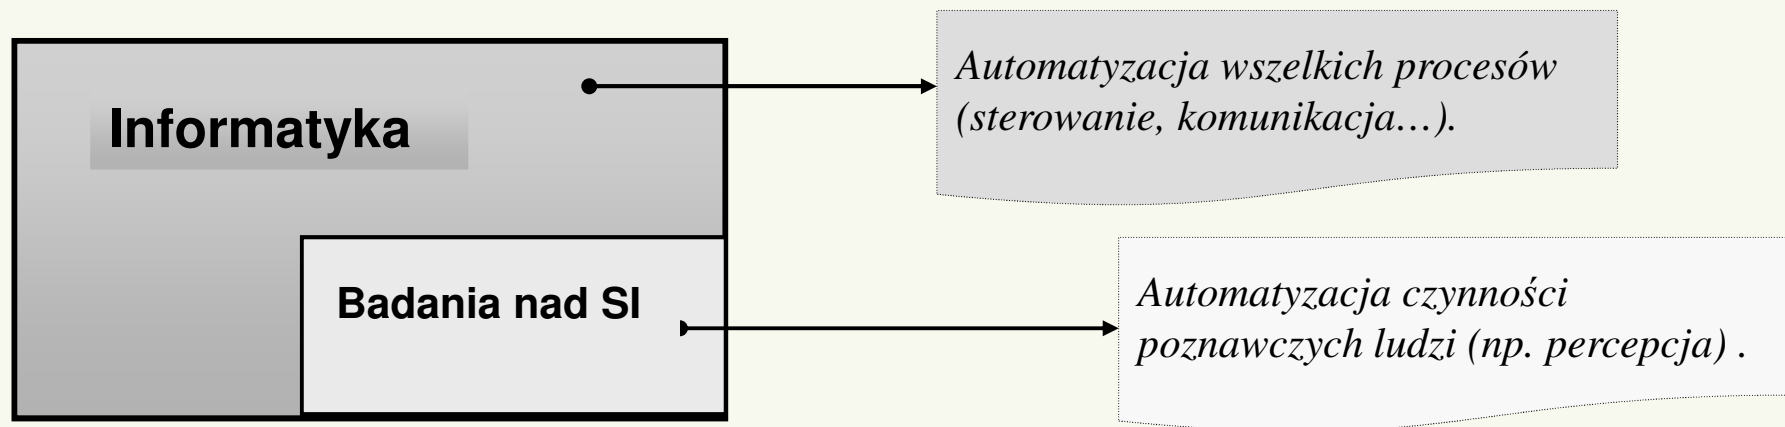 Informatyka
Automatyzacja wszelkich procesów
(sterowanie, komunikacja…).
Badania nad SI
Automatyzacja czynności
poznawczych ludzi (np. percepcja) .